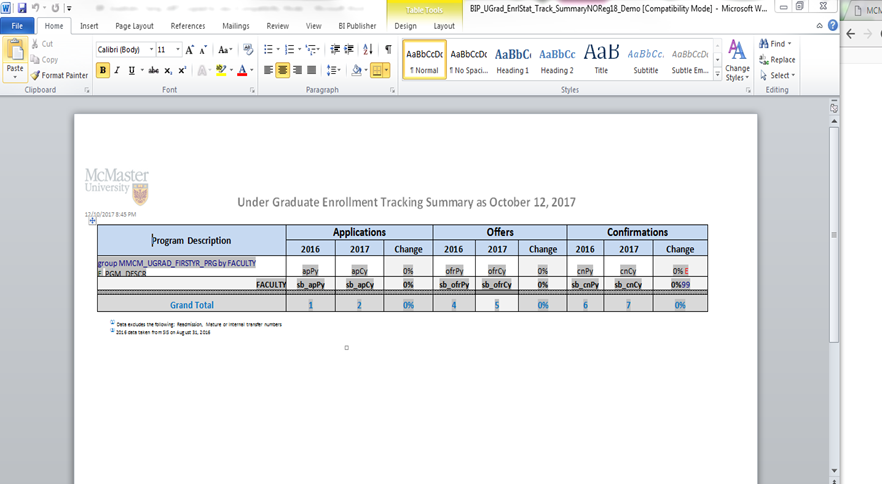 BIP_UGrad_EnrlStat_Track_SummaryNOReg18_Demo [Compatibility Mode] - Microsoft W...
Table Tools
MCM
File Home Insert Page Layout References Mailings Review View BI Publisher Design Layout
Paste
Cut
Copy
Format Painter
Clipboard
Calibri (Body) 11
Font
Paragraph
AaBbCcDc AaBbCcDc AaBbCc AaBbCc AaB AaBbCc. AaBbCcDc
¶ Normal ¶ No Spaci... Heading 1 Heading 2 Title Subtitle Subtle Em...
Change Styles
Styles
Find
Replace
Select
Editing
McMaster
University
Under Graduate Enrollment Tracking Summary as October 12, 2017
12/10/2017 8:45 PM
Program Description Applications Offers Confirmations
2016 2017 Change 2016 2017 Change 2016 2017 Change
group MMCM_UGRAD_FIRSTYR_PRG by FACULTY
F PGM_DESCR apPy apCy 0% ofrPy ofrCy 0% cnPy cnCy 0% E
FACULTY sb_apPy sb_apCy 0% sb_ofrPy sb_ofrCy 0% sb_cnPy sb_cnCy 0%99
Grand Total 1 2 0% 4 5 0% 6 7 0%
Data excludes the following: Readmission, Mature or Internal transfer numbers
2016 data taken from SIS on August 31, 2016